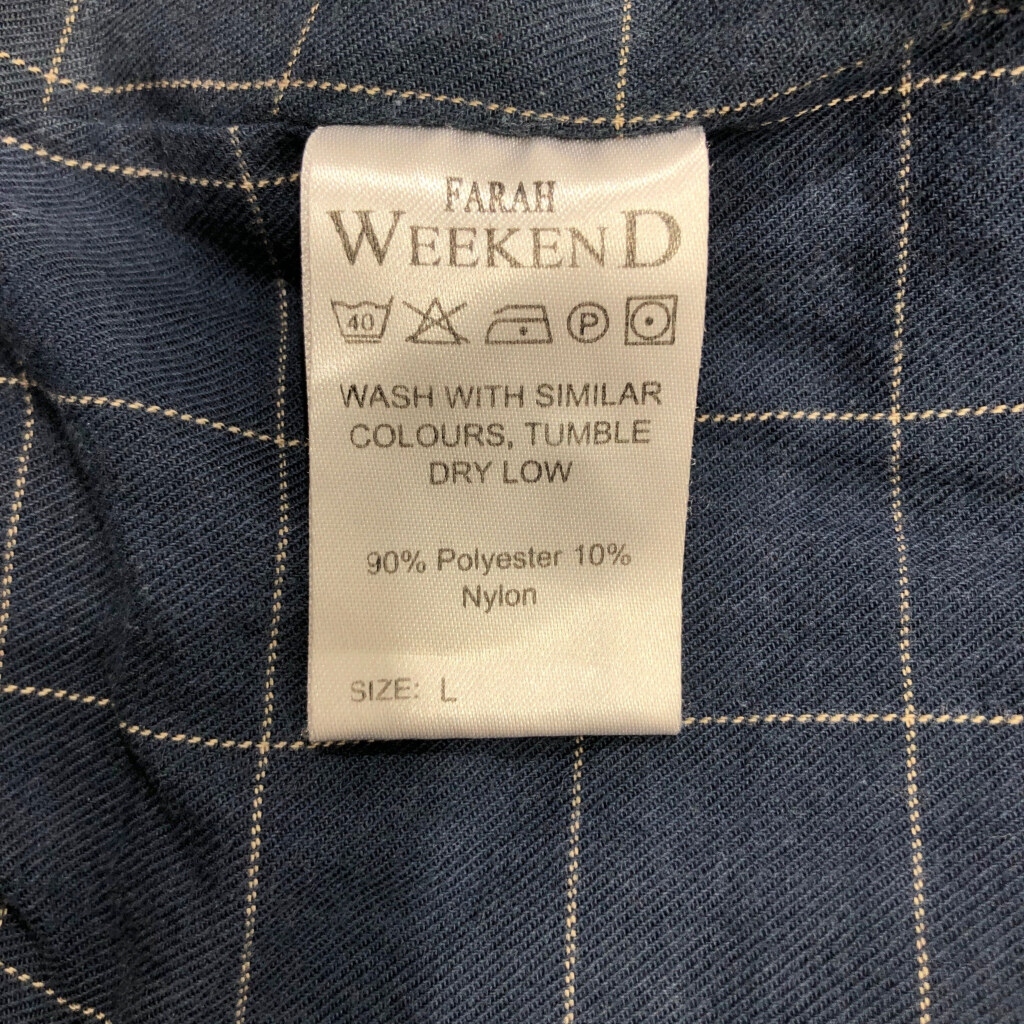 FARAH
WEEKEND
40 P
WASH WITH SIMILAR
COLOURS, TUMBLE
DRY LOW
90% Polyester 10%
Nylon
SIZE: L